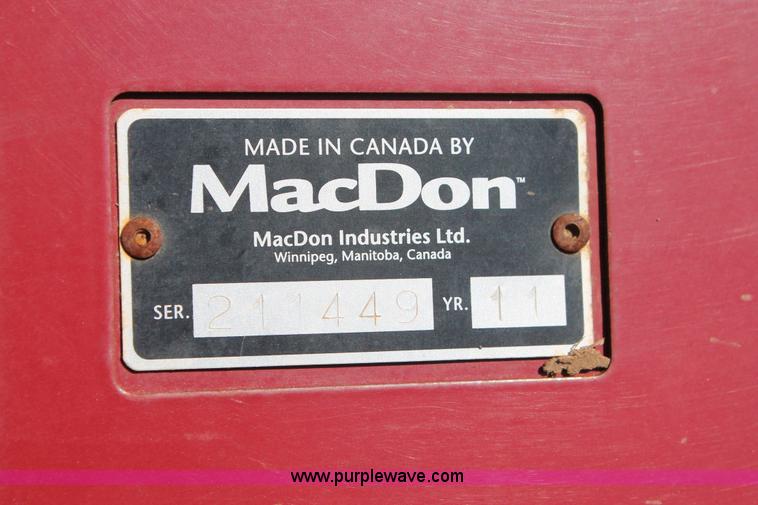 MADE IN CANADA BY
MacDon™
MacDon Industries Ltd.
Winnipeg, Manitoba, Canada
SER. 211449 YR. 11
www.purplewave.com